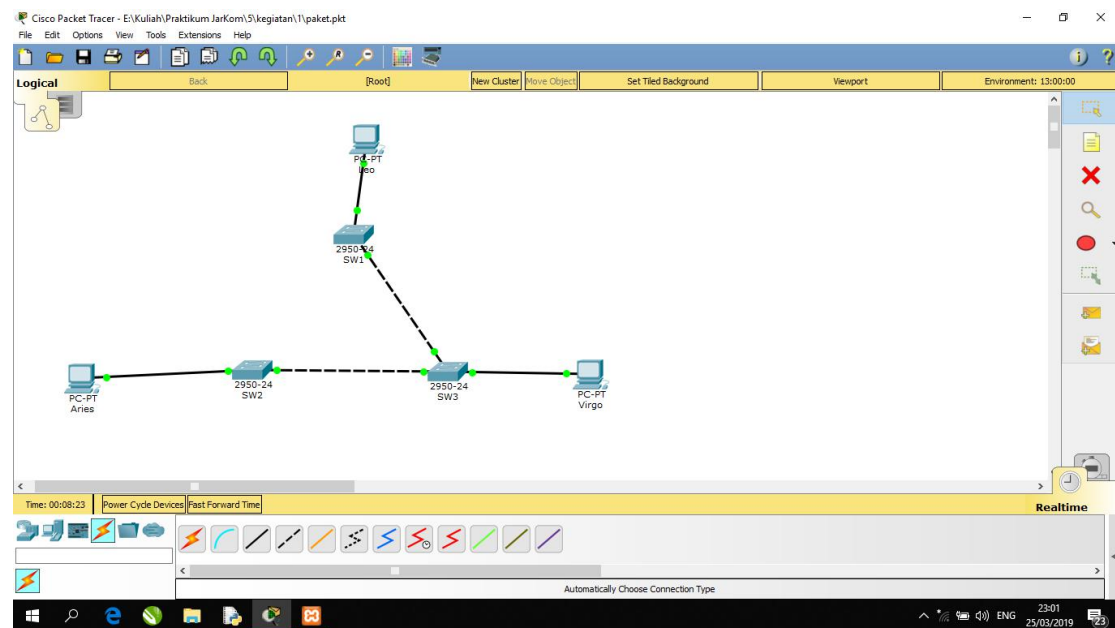 Cisco Packet Tracer - E:\Kuliah\Praktikum JarKom\5\kegiatan\1\paket.pkt
File Edit Options View Tools Extensions Help
Logical Back [Root] New Cluster Move Object Set Tiled Background Viewport Environment: 13:00:00
PC-PT
Leo
2950-24
SW1
PC-PT
Aries
2950-24
SW2
2950-24
SW3
PC-PT
Virgo
Time: 00:08:23 Power Cycle Devices Fast Forward Time Realtime
Automatically Choose Connection Type
ENG 23:01
25/03/2019 23